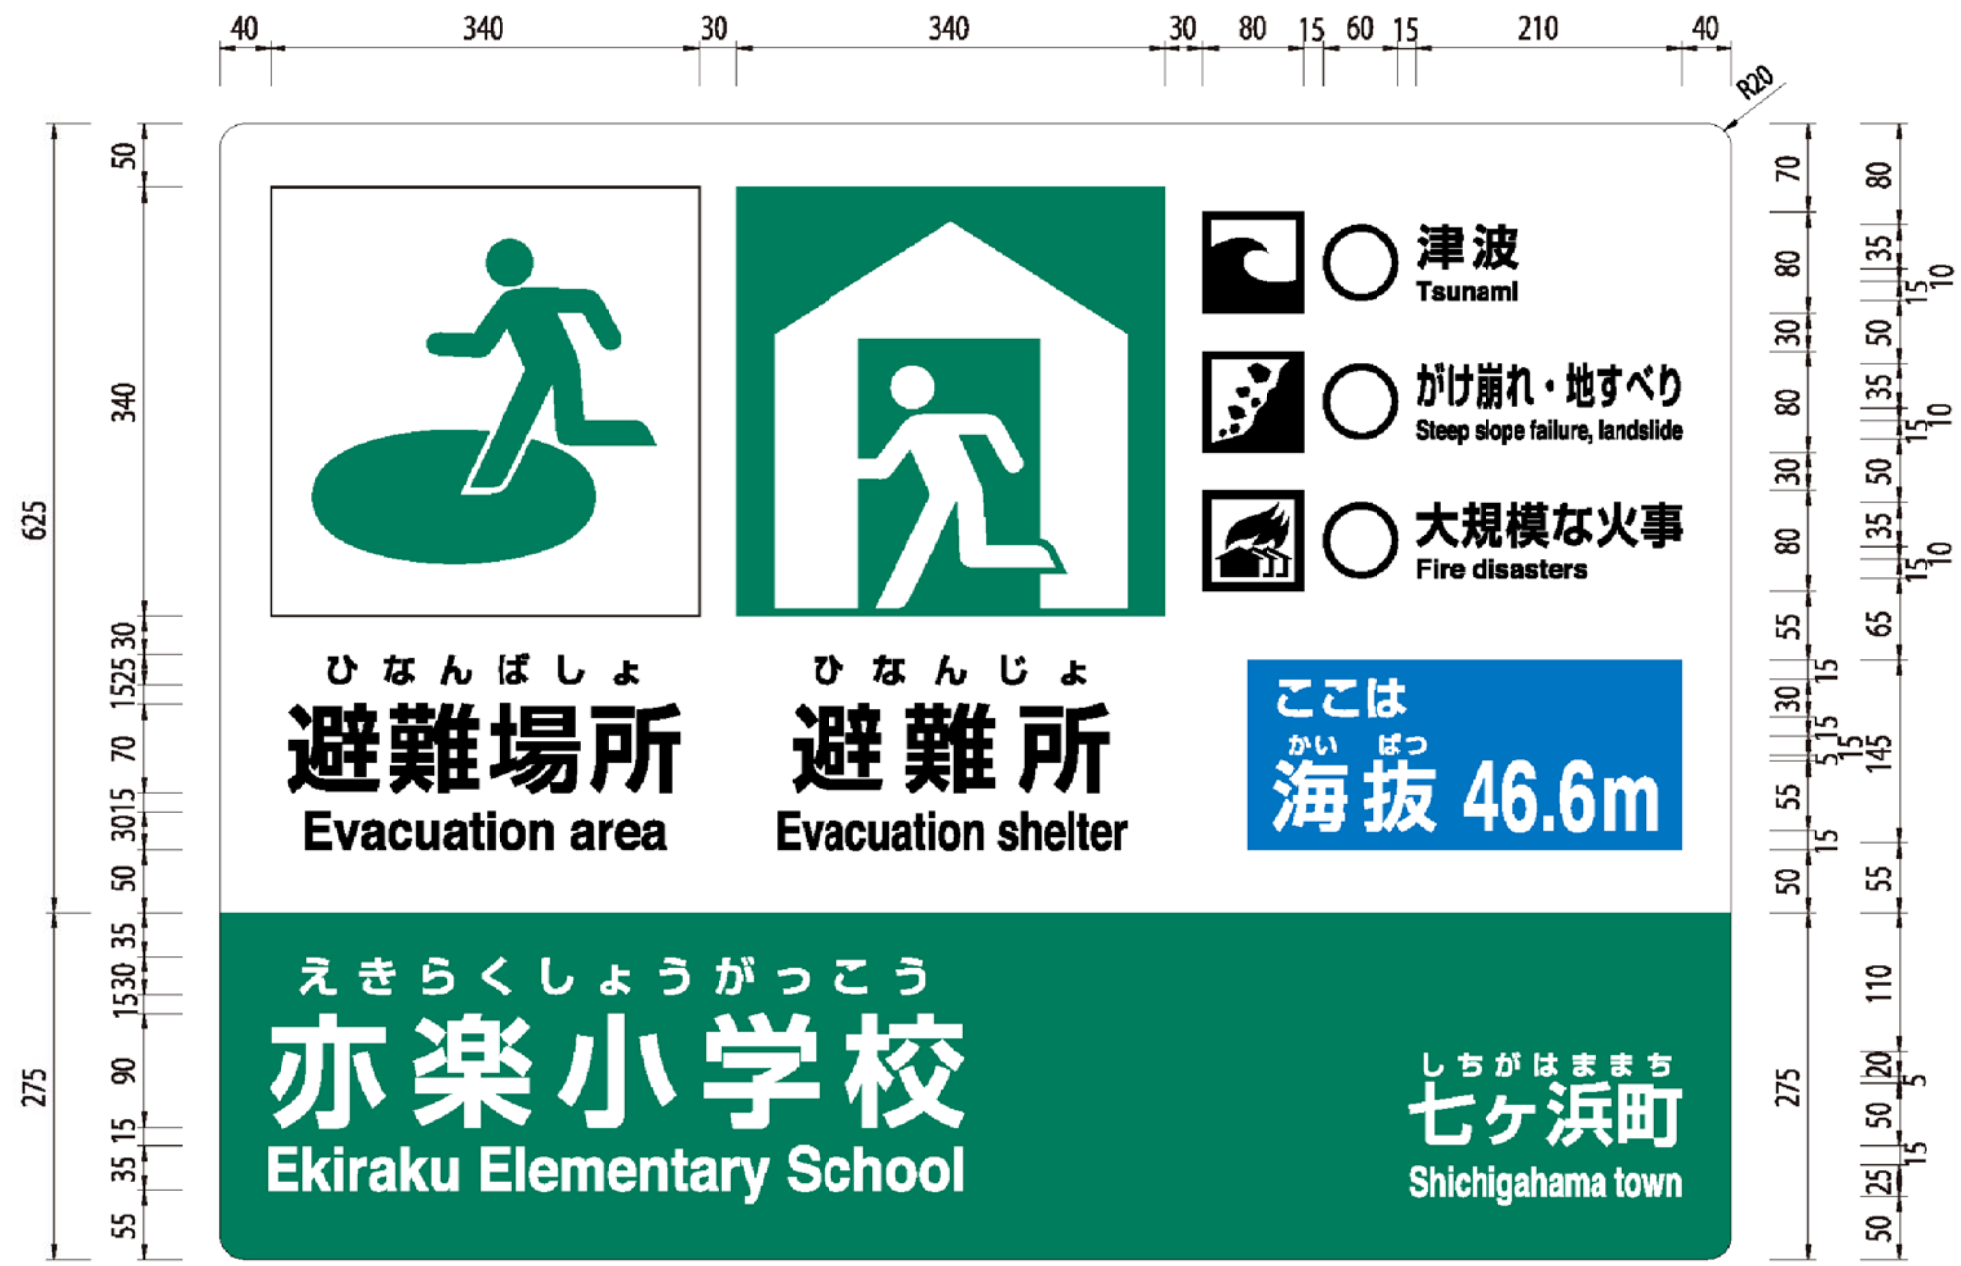 40 340 30 340 30 80 15 60 15 210 40
R20
625
275
50
340
30
25
15
70
15
30
50
35
30
15
90
15
35
55
津波
Tsunami
がけ崩れ・地すべり
Steep slope failure, landslide
大規模な火事
Fire disasters
ひなんばしょ
避難場所
Evacuation area
ひなんじょ
避難所
Evacuation shelter
ここは
かい ばつ
海抜 46.6m
えきらくしょうがっこう
亦楽小学校
Ekiraku Elementary School
しちがはままち
七ヶ浜町
Shichigahama town
70
80
30
80
30
80
55
15
30
15
15
5
55
15
50
275
80
35
10
15
50
35
10
15
50
35
10
15
65
145
55
110
20
5
50
15
25
50